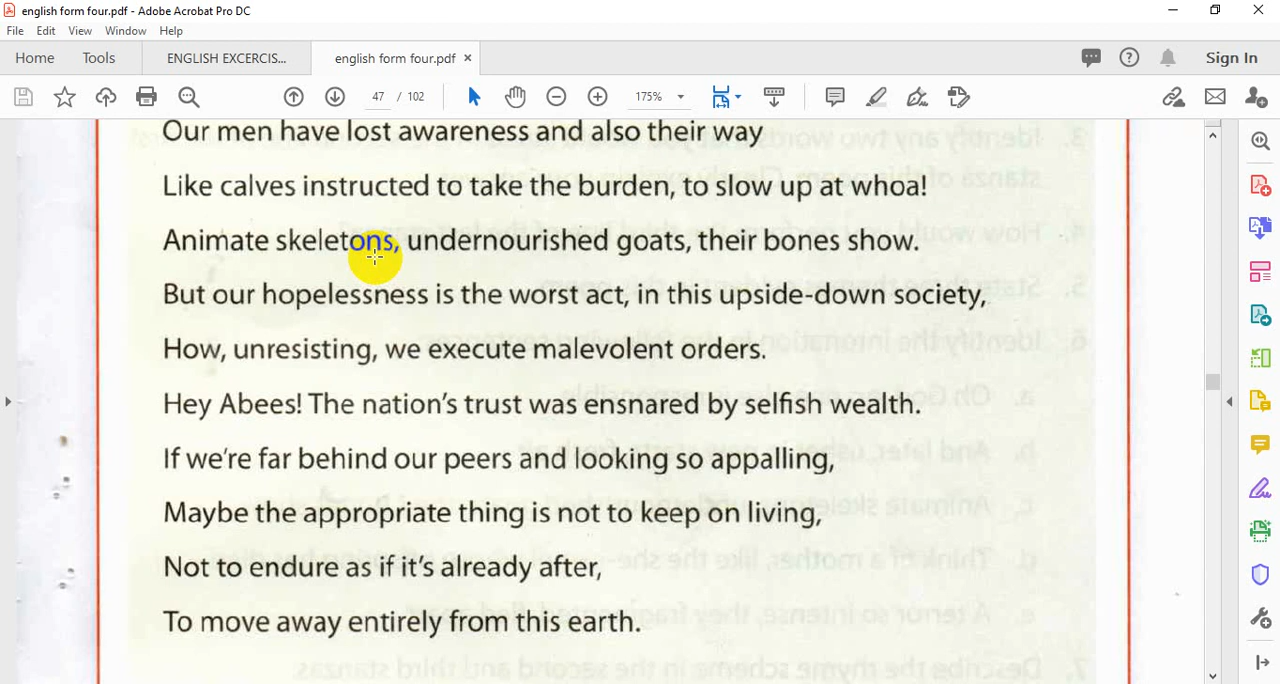 english form four.pdf - Adobe Acrobat Pro DC
File Edit View Window Help
Home Tools ENGLISH EXCERCIS... english form four.pdf ×
47 / 102 175%
Sign In
Our men have lost awareness and also their way
Like calves instructed to take the burden, to slow up at whoa!
Animate skeletons, undernourished goats, their bones show.
But our hopelessness is the worst act, in this upside-down society,
How, unresisting, we execute malevolent orders.
Hey Abees! The nation's trust was ensnared by selfish wealth.
If we're far behind our peers and looking so appalling,
Maybe the appropriate thing is not to keep on living,
Not to endure as if it's already after,
To move away entirely from this earth.